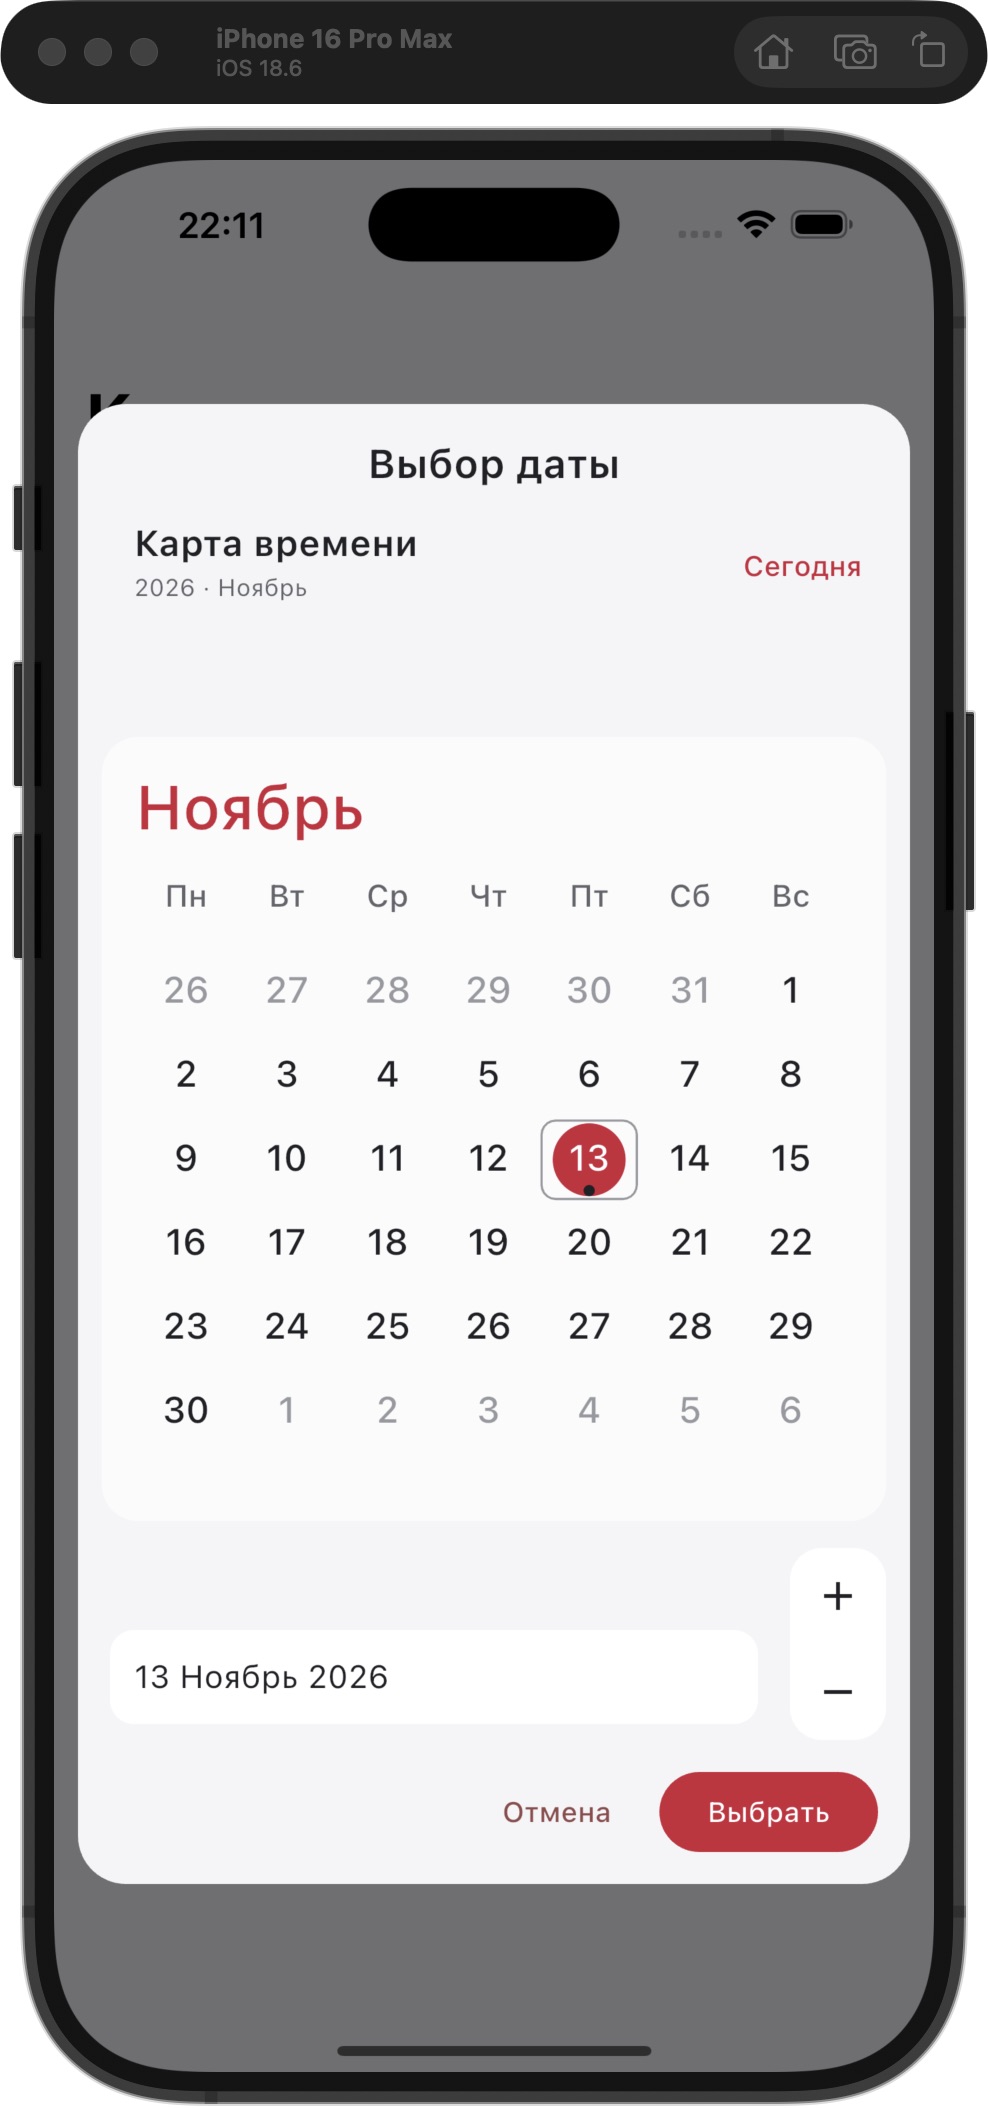 iPhone 16 Pro Max
iOS 18.6
22:11
Выбор даты
Карта времени
2026 · Ноябрь
Сегодня
Ноябрь
Пн Вт Ср Чт Пт Сб Вс
26 27 28 29 30 31 1
2 3 4 5 6 7 8
9 10 11 12 13 14 15
16 17 18 19 20 21 22
23 24 25 26 27 28 29
30 1 2 3 4 5 6
+
13 Ноябрь 2026
−
Отмена Выбрать